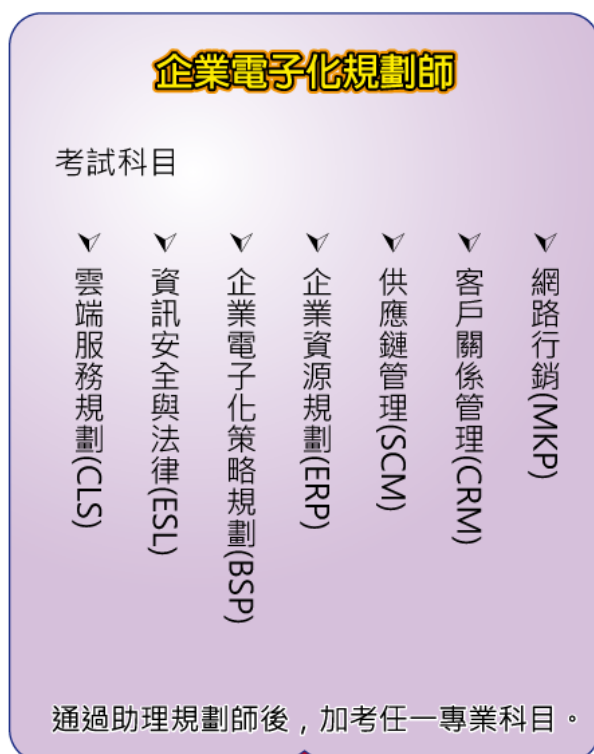 企業電子化規劃師
考試科目
網路行銷(MKP)
客戶關係管理(CRM)
供應鏈管理(SCM)
企業資源規劃(ERP)
企業電子化策略規劃(BSP)
資訊安全與法律(ESL)
雲端服務規劃(CLS)
通過助理規劃師後，加考任一專業科目。